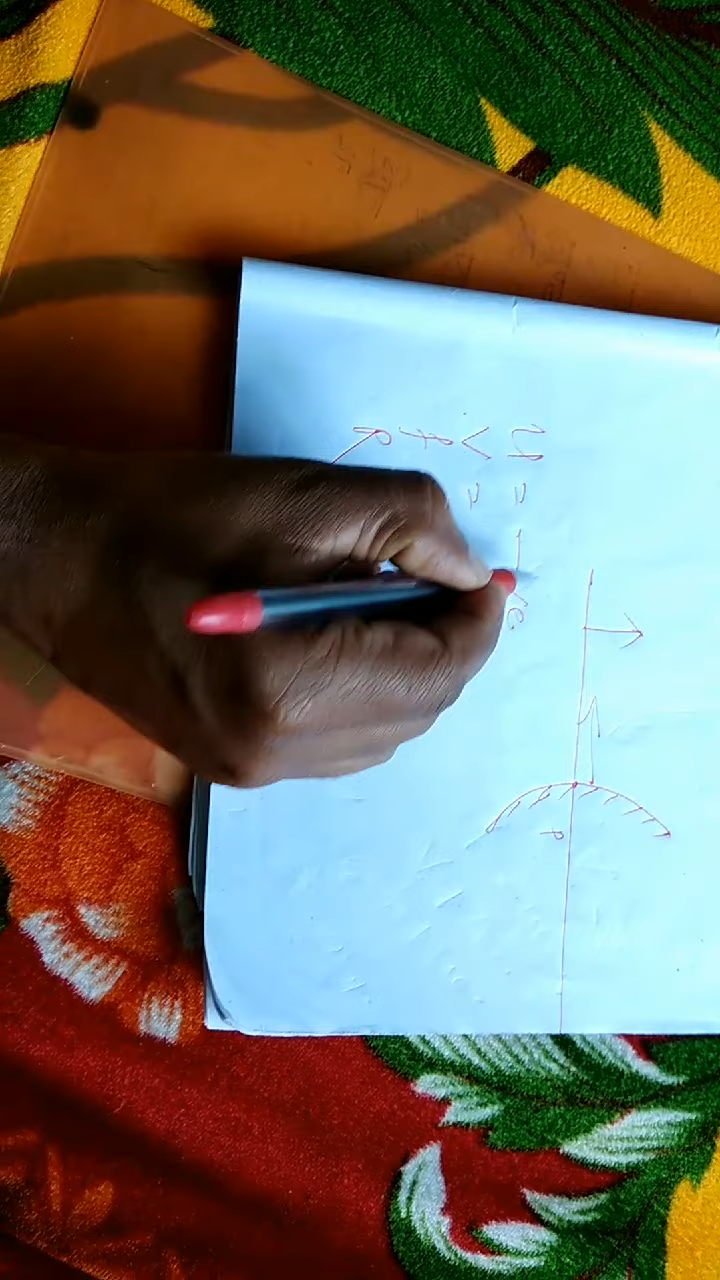 P
u = -ve
V =
f
R